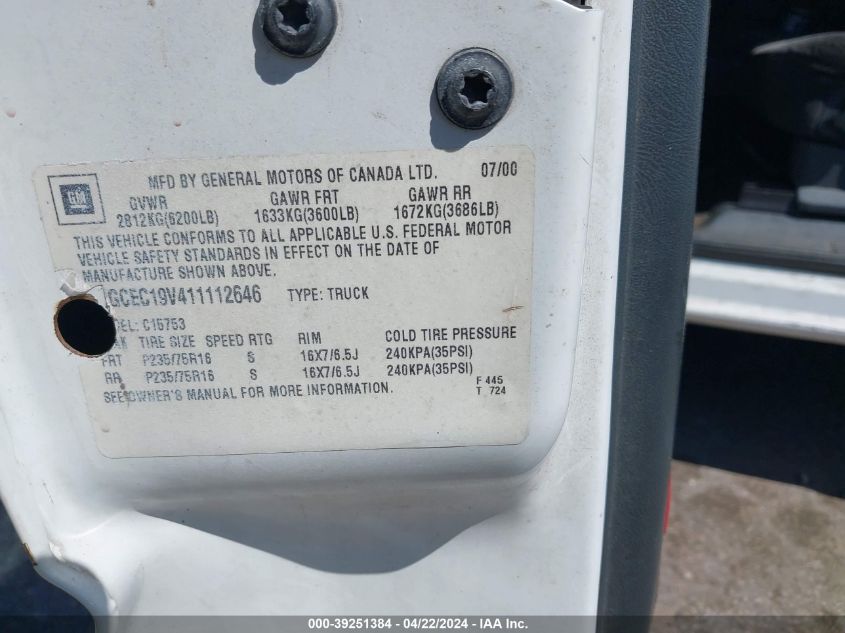 MFD BY GENERAL MOTORS OF CANADA LTD. 07/00
GM
GVWR GAWR FRT GAWR RR
2812KG(6200LB) 1633KG(3600LB) 1672KG(3686LB)
THIS VEHICLE CONFORMS TO ALL APPLICABLE U.S. FEDERAL MOTOR
VEHICLE SAFETY STANDARDS IN EFFECT ON THE DATE OF
MANUFACTURE SHOWN ABOVE.
GCEC19V411112646 TYPE: TRUCK
DEL: C15753
TIRE SIZE SPEED RTG RIM COLD TIRE PRESSURE
FRT P235/75R16 S 16X7/6.5J 240KPA(35PSI)
RR P235/75R16 S 16X7/6.5J 240KPA(35PSI)
SEE OWNER'S MANUAL FOR MORE INFORMATION.
F 445
T 724
000-39251384 - 04/22/2024 - IAA Inc.